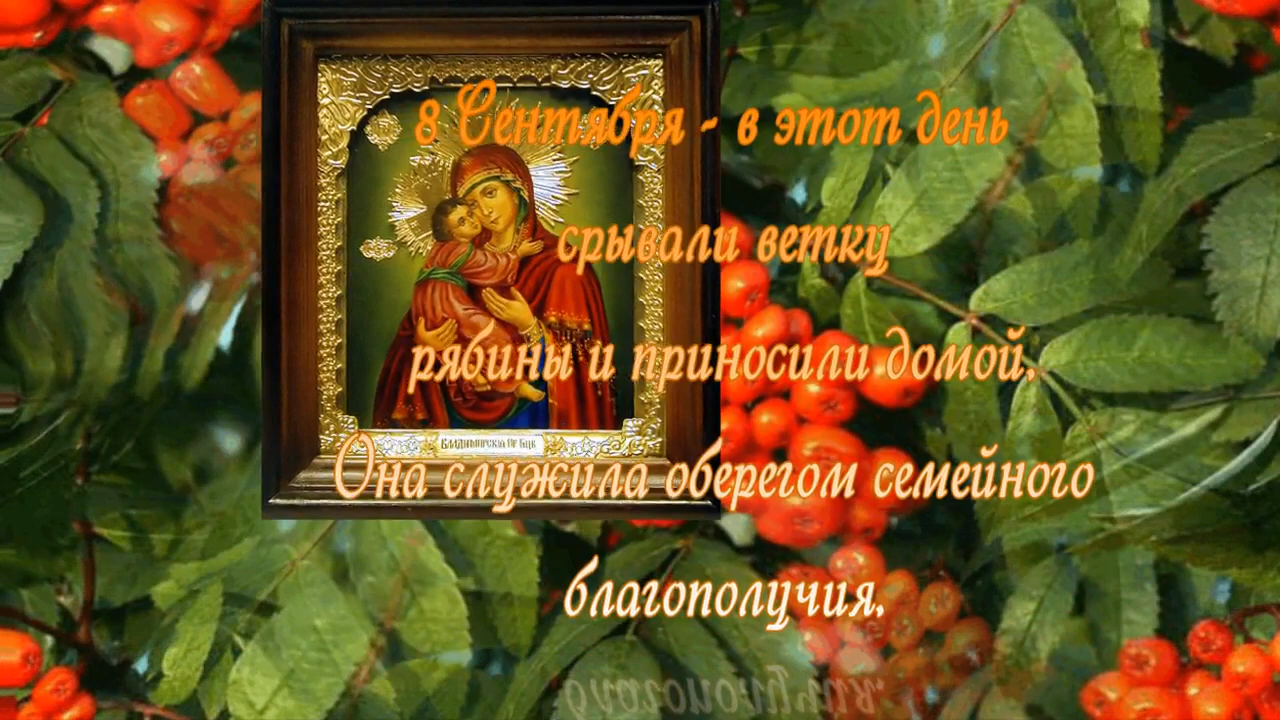 8 Сентября - в этот день
срывали ветку
рябины и приносили домой.
Она служила оберегом семейного
благополучия.